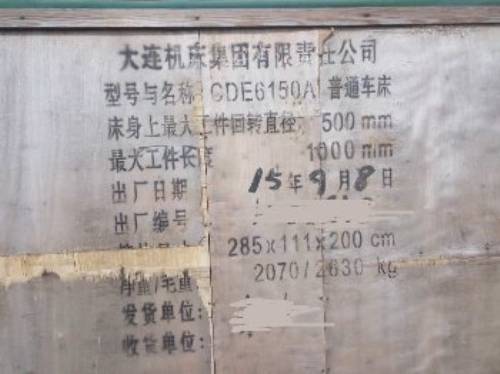 大连机床集团有限责任公司
型号与名称:CDE6150A 普通车床
床身上最大工件回转直径: 500 mm
最大工件长度 1000 mm
出厂日期 15年9月8日
出厂编号
285x111x200 cm
净重/毛重 2070/2630 kg
发货单位:
收货单位: